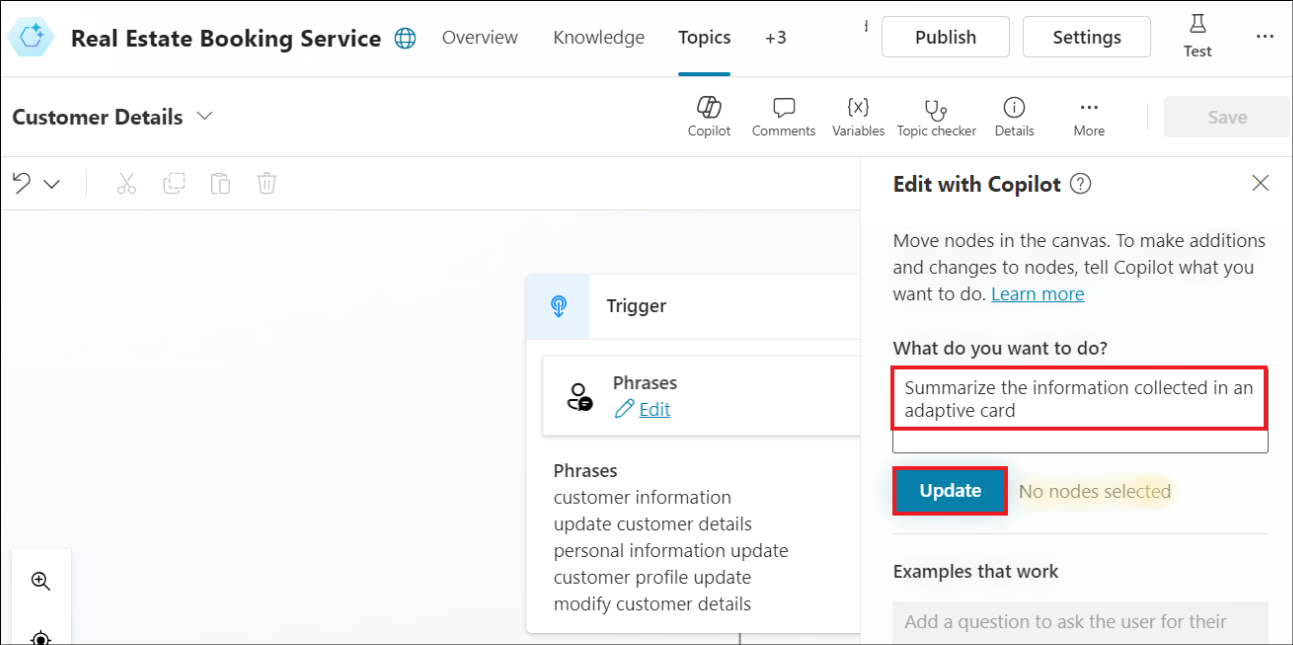 Real Estate Booking Service
Overview
Knowledge
Topics
+3
Publish
Settings
Test
Customer Details
Copilot
Comments
{x}
Variables
Topic checker
Details
More
Save
Edit with Copilot
Move nodes in the canvas. To make additions
and changes to nodes, tell Copilot what you
want to do. Learn more
What do you want to do?
Summarize the information collected in an
adaptive card
Update
No nodes selected
Examples that work
Add a question to ask the user for their
Trigger
Phrases
Edit
Phrases
customer information
update customer details
personal information update
customer profile update
modify customer details